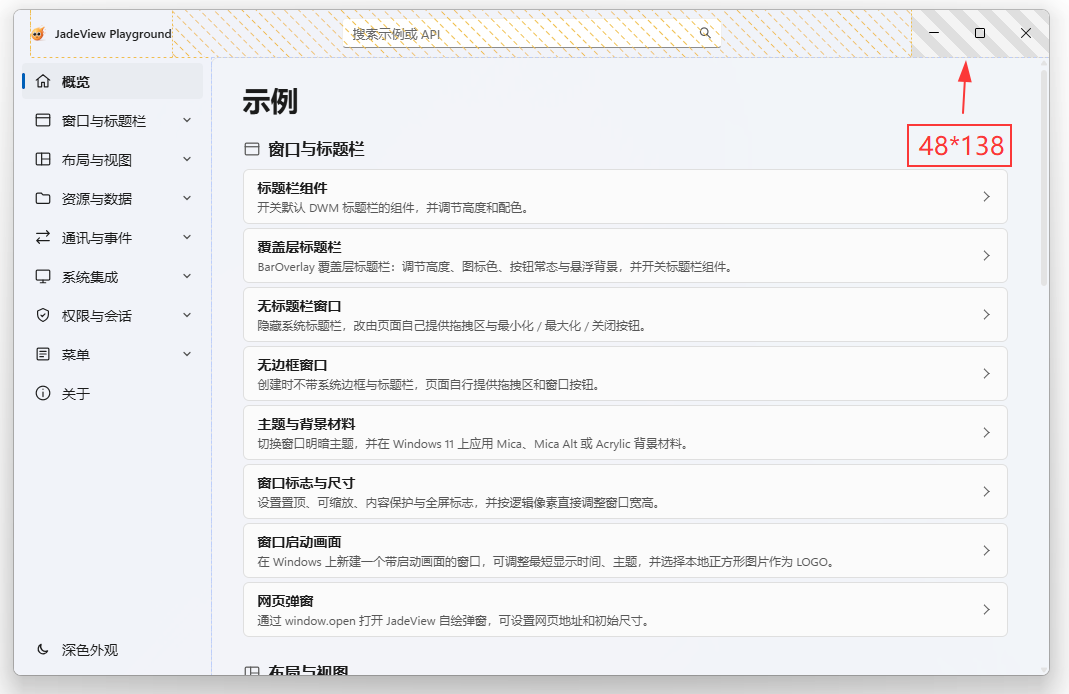 JadeView Playground
搜索示例或 API
48*138
概览
窗口与标题栏
布局与视图
资源与数据
通讯与事件
系统集成
权限与会话
菜单
关于
深色外观
示例
窗口与标题栏
标题栏组件
开关默认 DWM 标题栏的组件，并调节高度和配色。
覆盖层标题栏
BarOverlay 覆盖层标题栏：调节高度、图标色、按钮常态与悬浮背景，并开关标题栏组件。
无标题栏窗口
隐藏系统标题栏，改由页面自己提供拖拽区与最小化 / 最大化 / 关闭按钮。
无边框窗口
创建时不带系统边框与标题栏，页面自行提供拖拽区和窗口按钮。
主题与背景材料
切换窗口明暗主题，并在 Windows 11 上应用 Mica、Mica Alt 或 Acrylic 背景材料。
窗口标志与尺寸
设置置顶、可缩放、内容保护与全屏标志，并按逻辑像素直接调整窗口宽高。
窗口启动画面
在 Windows 上新建一个带启动画面的窗口，可调整最短显示时间、主题，并选择本地正方形图片作为 LOGO。
网页弹窗
通过 window.open 打开 JadeView 自绘弹窗，可设置网页地址和初始尺寸。
布局与视图